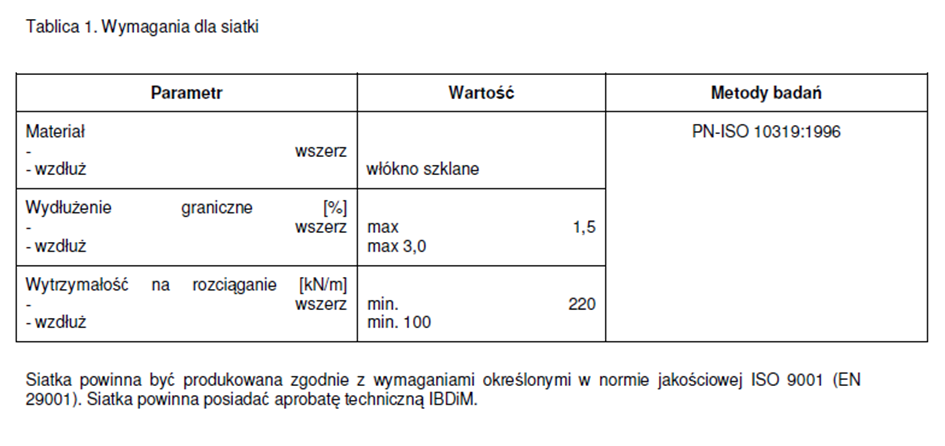 Tablica 1. Wymagania dla siatki
Parametr Wartość Metody badań
Materiał
- wszerz
- wzdłuż
włókno szklane
PN-ISO 10319:1996
Wydłużenie graniczne [%]
- wszerz
- wzdłuż
max 1,5
max 3,0
Wytrzymałość na rozciąganie [kN/m]
- wszerz
- wzdłuż
min. 220
min. 100
Siatka powinna być produkowana zgodnie z wymaganiami określonymi w normie jakościowej ISO 9001 (EN
29001). Siatka powinna posiadać aprobatę techniczną IBDiM.